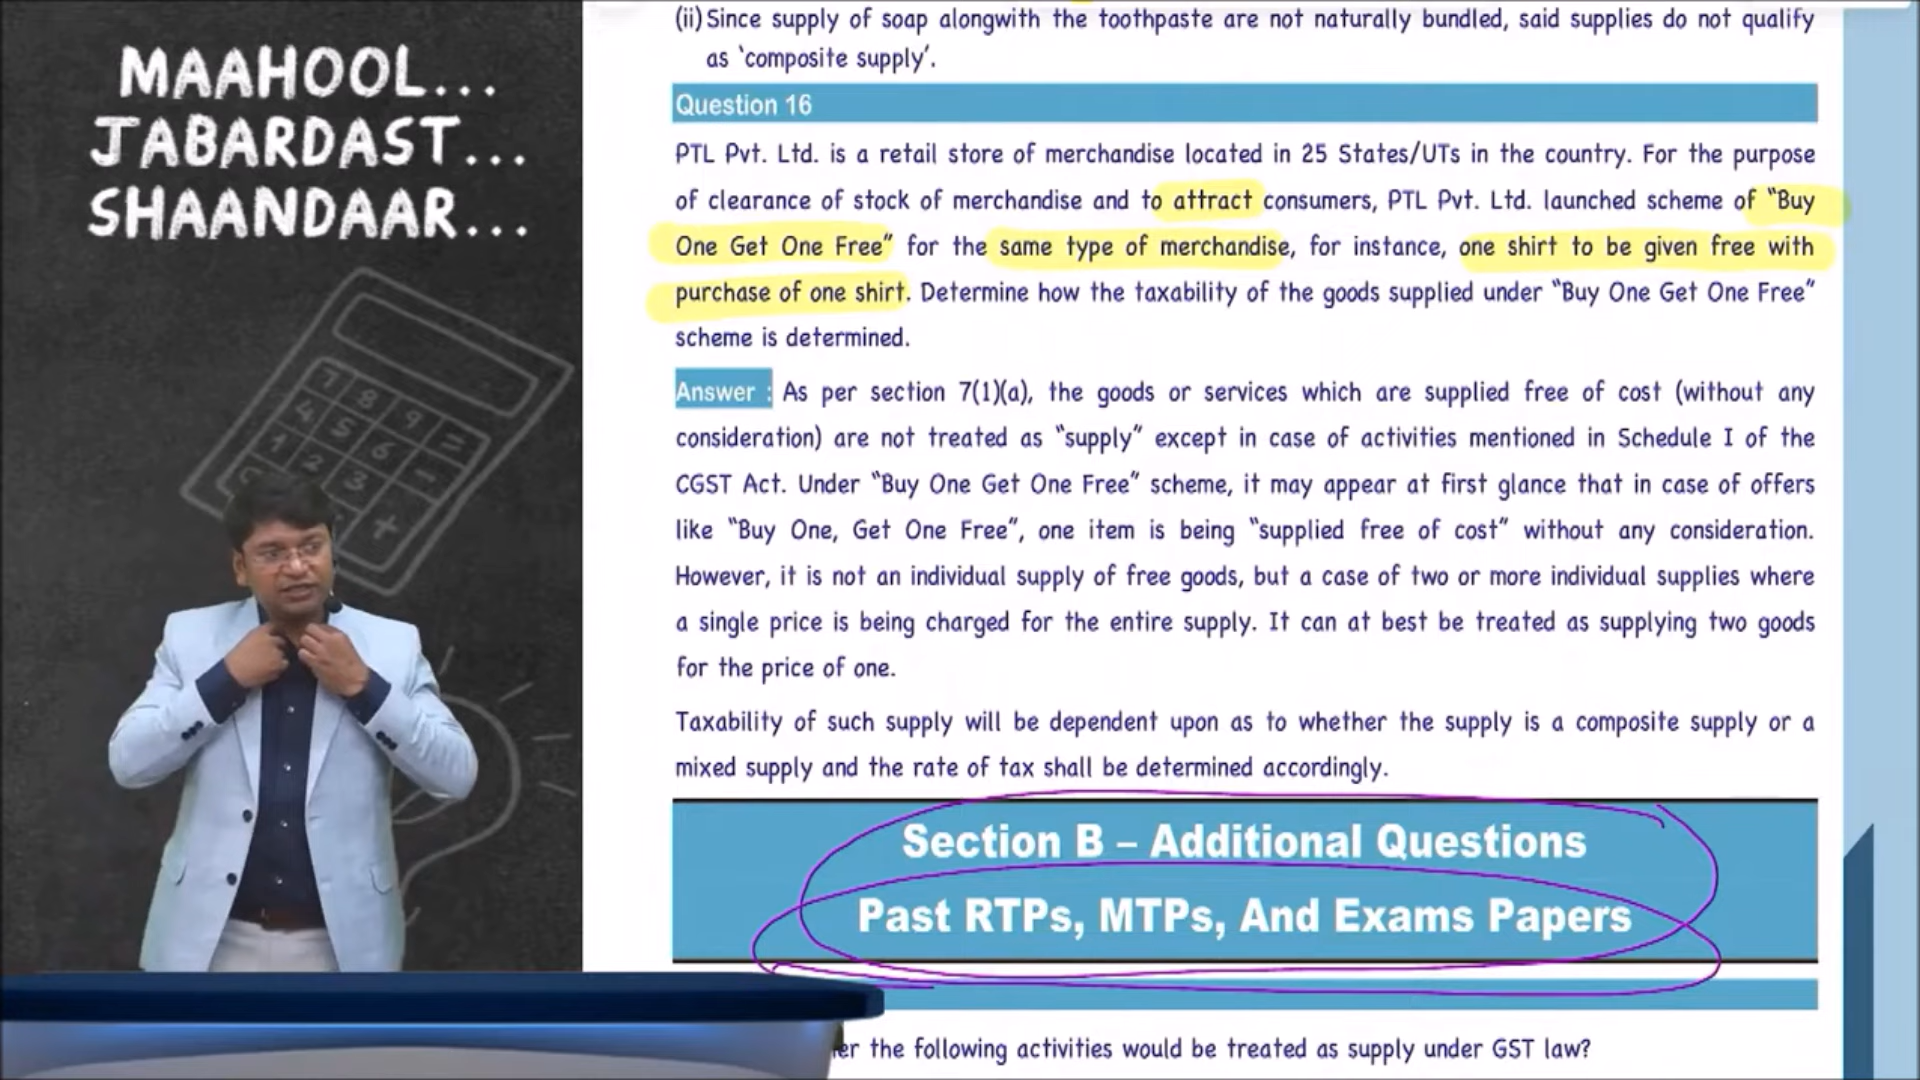 MAAHOOL...
JABARDAST...
SHAANDAAR...
(ii) Since supply of soap alongwith the toothpaste are not naturally bundled, said supplies do not qualify
as ‘composite supply’.
Question 16
PTL Pvt. Ltd. is a retail store of merchandise located in 25 States/UTs in the country. For the purpose
of clearance of stock of merchandise and to attract consumers, PTL Pvt. Ltd. launched scheme of “Buy
One Get One Free” for the same type of merchandise, for instance, one shirt to be given free with
purchase of one shirt. Determine how the taxability of the goods supplied under “Buy One Get One Free”
scheme is determined.
Answer : As per section 7(1)(a), the goods or services which are supplied free of cost (without any
consideration) are not treated as “supply” except in case of activities mentioned in Schedule I of the
CGST Act. Under “Buy One Get One Free” scheme, it may appear at first glance that in case of offers
like “Buy One, Get One Free”, one item is being “supplied free of cost” without any consideration.
However, it is not an individual supply of free goods, but a case of two or more individual supplies where
a single price is being charged for the entire supply. It can at best be treated as supplying two goods
for the price of one.
Taxability of such supply will be dependent upon as to whether the supply is a composite supply or a
mixed supply and the rate of tax shall be determined accordingly.
Section B – Additional Questions
Past RTPs, MTPs, And Exams Papers
the following activities would be treated as supply under GST law?